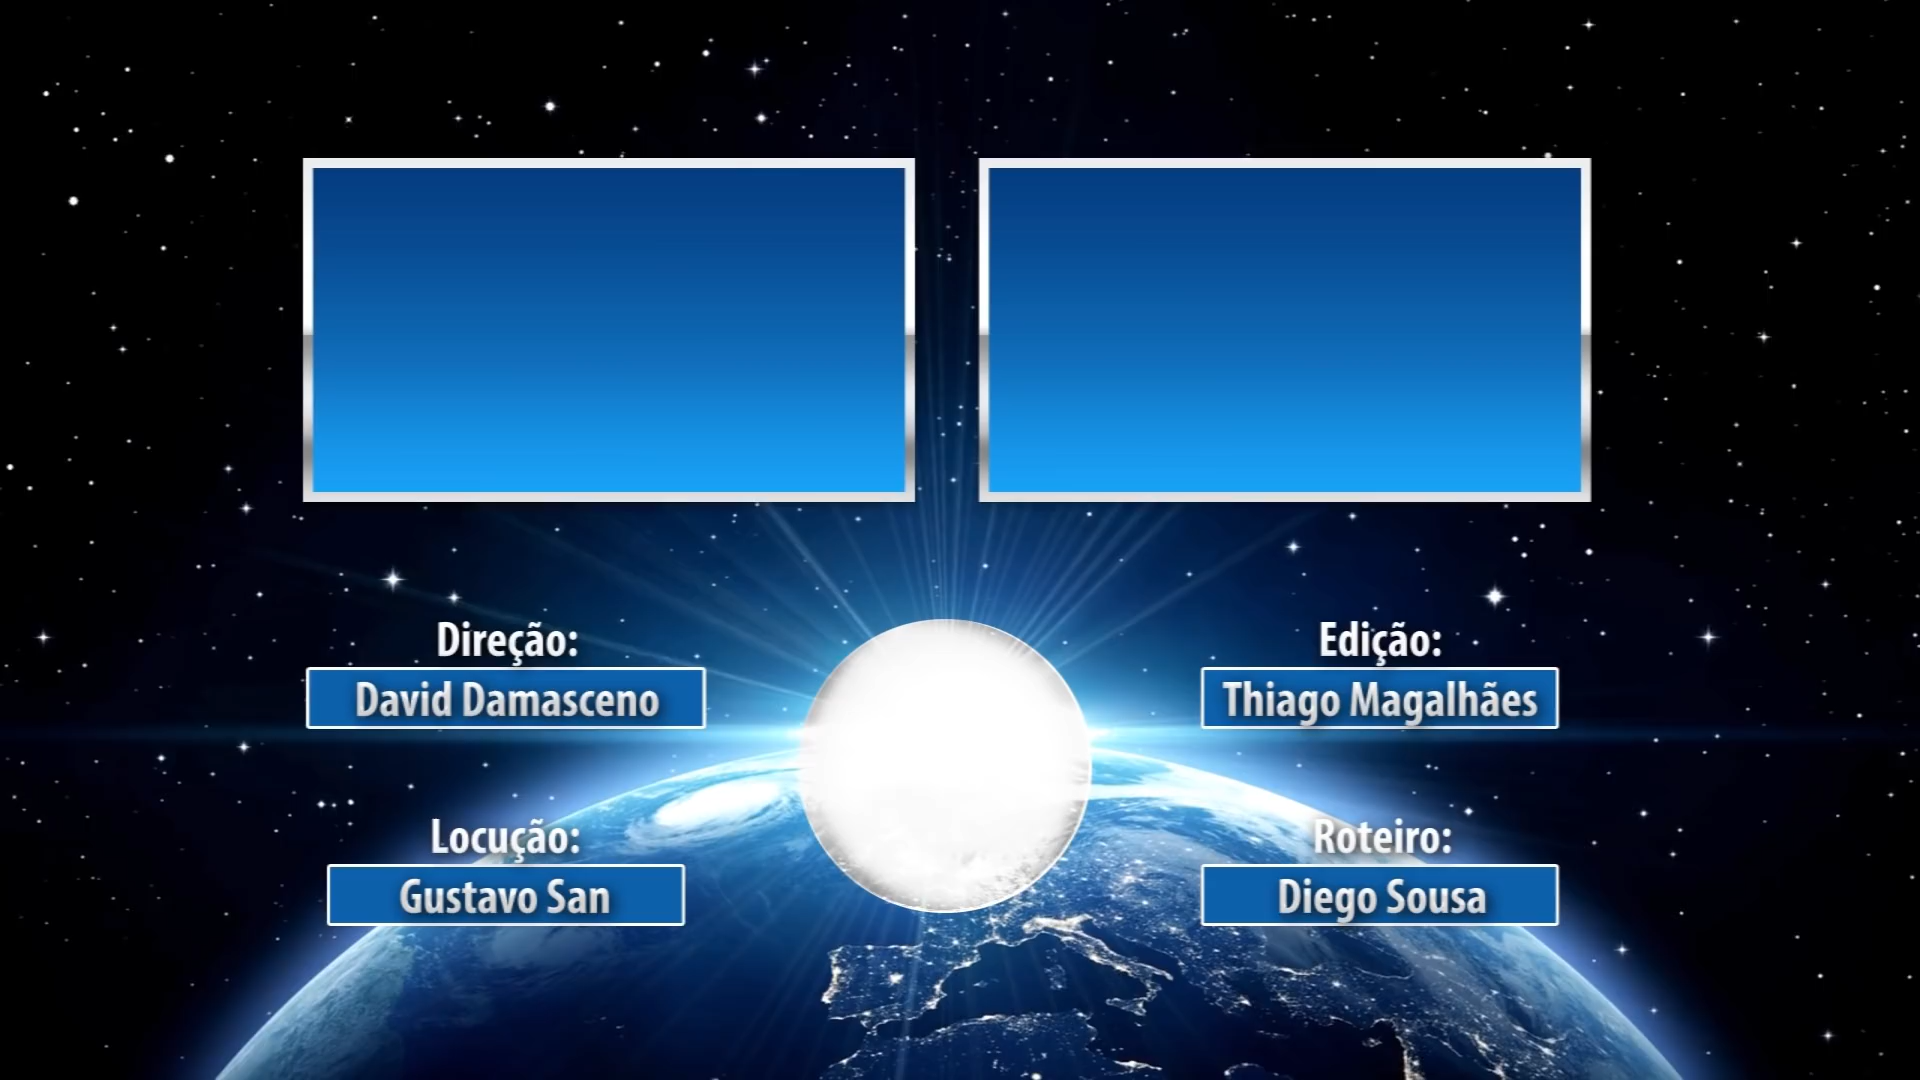 Direção:
David Damasceno
Edição:
Thiago Magalhães
Locução:
Gustavo San
Roteiro:
Diego Sousa